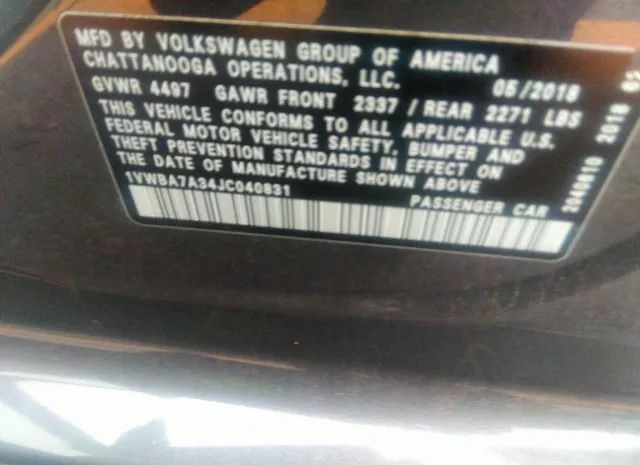 MFD BY VOLKSWAGEN GROUP OF AMERICA
CHATTANOOGA OPERATIONS, LLC.
05/2018
GVWR 4497 GAWR FRONT 2337 / REAR 2271 LBS
THIS VEHICLE CONFORMS TO ALL APPLICABLE U.S.
FEDERAL MOTOR VEHICLE SAFETY, BUMPER AND
THEFT PREVENTION STANDARDS IN EFFECT ON
THE DATE OF MANUFACTURE SHOWN ABOVE
1VWBA7A34JC040831
PASSENGER CAR
2018